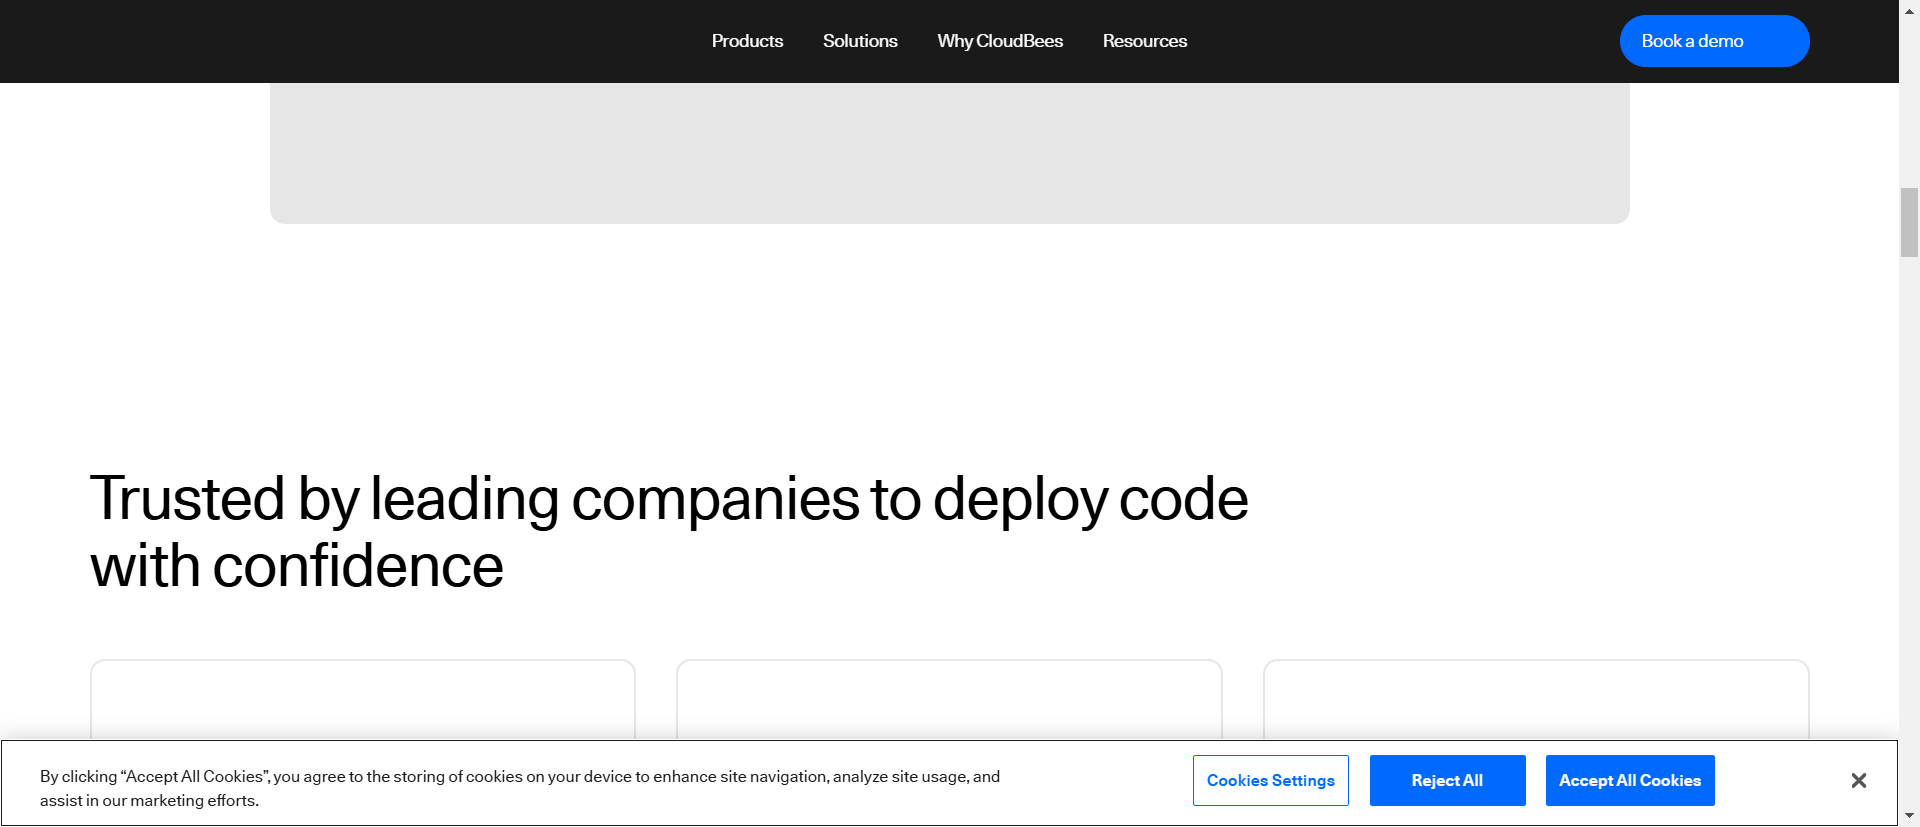 Products
Solutions
Why CloudBees
Resources
Book a demo
Trusted by leading companies to deploy code
with confidence
By clicking “Accept All Cookies”, you agree to the storing of cookies on your device to enhance site navigation, analyze site usage, and
assist in our marketing efforts.
Cookies Settings
Reject All
Accept All Cookies